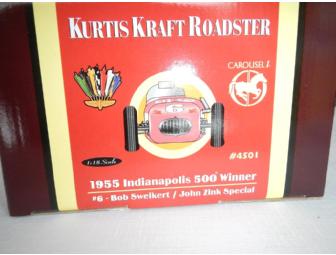 KURTIS KRAFT ROADSTER
CAROUSEL 1
1:18 Scale
#4501
1955 Indianapolis 500 Winner
#6 - Bob Sweikert / John Zink Special